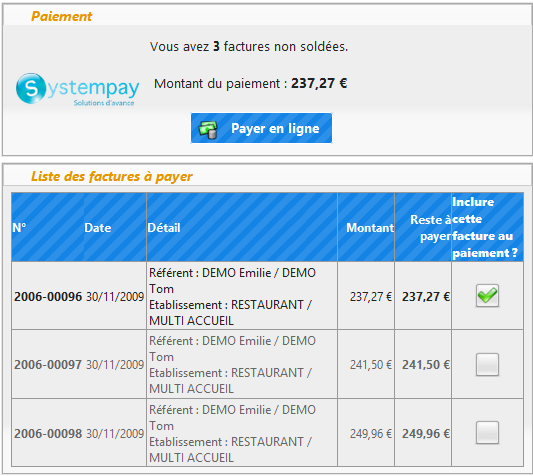 Paiement
Vous avez 3 factures non soldées.
Systempay
Solutions d'avance
Montant du paiement : 237,27 €
Payer en ligne
Liste des factures à payer
N° Date Détail Montant Reste à payer Inclure cette facture au paiement ?
2006-00096 30/11/2009 Référent : DEMO Emilie / DEMO
Tom
Etablissement : RESTAURANT /
MULTI ACCUEIL
237,27 € 237,27 €
2006-00097 30/11/2009 Référent : DEMO Emilie / DEMO
Tom
Etablissement : RESTAURANT /
MULTI ACCUEIL
241,50 € 241,50 €
2006-00098 30/11/2009 Référent : DEMO Emilie / DEMO
Tom
Etablissement : RESTAURANT /
MULTI ACCUEIL
249,96 € 249,96 €